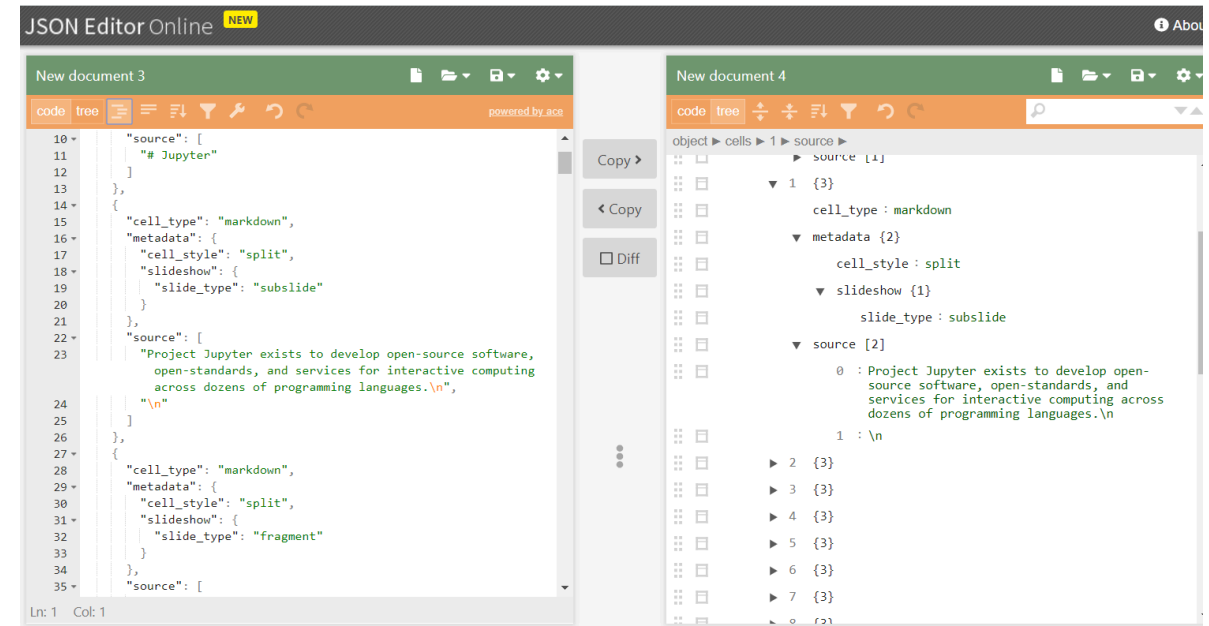 JSON Editor Online NEW
Abou
New document 3
code tree
powered by ace
10 "source": [
11 "# Jupyter"
12 ]
13 },
14 {
15 "cell_type": "markdown",
16 "metadata": {
17 "cell_style": "split",
18 "slideshow": {
19 "slide_type": "subslide"
20 }
21 },
22 "source": [
23 "Project Jupyter exists to develop open-source software,
open-standards, and services for interactive computing
across dozens of programming languages.\n",
24 "\n"
25 ]
26 },
27 {
28 "cell_type": "markdown",
29 "metadata": {
30 "cell_style": "split",
31 "slideshow": {
32 "slide_type": "fragment"
33 }
34 },
35 "source": [
Ln: 1 Col: 1
Copy >
< Copy
Diff
New document 4
code tree
object ► cells ► 1 ► source ►
► source [1]
▼ 1 {3}
cell_type : markdown
▼ metadata {2}
cell_style : split
▼ slideshow {1}
slide_type : subslide
▼ source [2]
0 : Project Jupyter exists to develop open-
source software, open-standards, and
services for interactive computing across
dozens of programming languages.\n
1 : \n
► 2 {3}
► 3 {3}
► 4 {3}
► 5 {3}
► 6 {3}
► 7 {3}
► 8 {3}